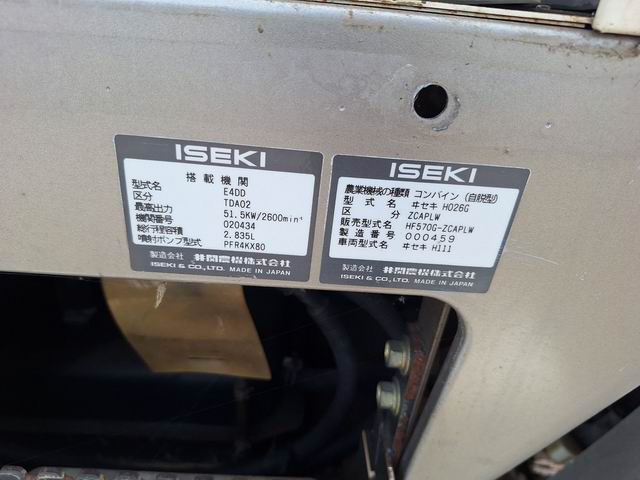 ISEKI
搭載機関
型式名 E4DD
区分 TDA02
最高出力 51.5KW/2600min⁻¹
機関番号 020434
総行程容積 2.835L
噴射ポンプ型式 PFR4KX80
製造会社 井関農機株式会社
ISEKI & CO., LTD. MADE IN JAPAN
ISEKI
農業機械の種類 コンバイン (自脱型)
型式名 ヰセキ HO26G
区分 ZCAPLW
販売型式名 HF570G-ZCAPLW
製造番号 000459
車両型式名 ヰセキ H111
製造会社 井関農機株式会社
ISEKI & CO., LTD. MADE IN JAPAN